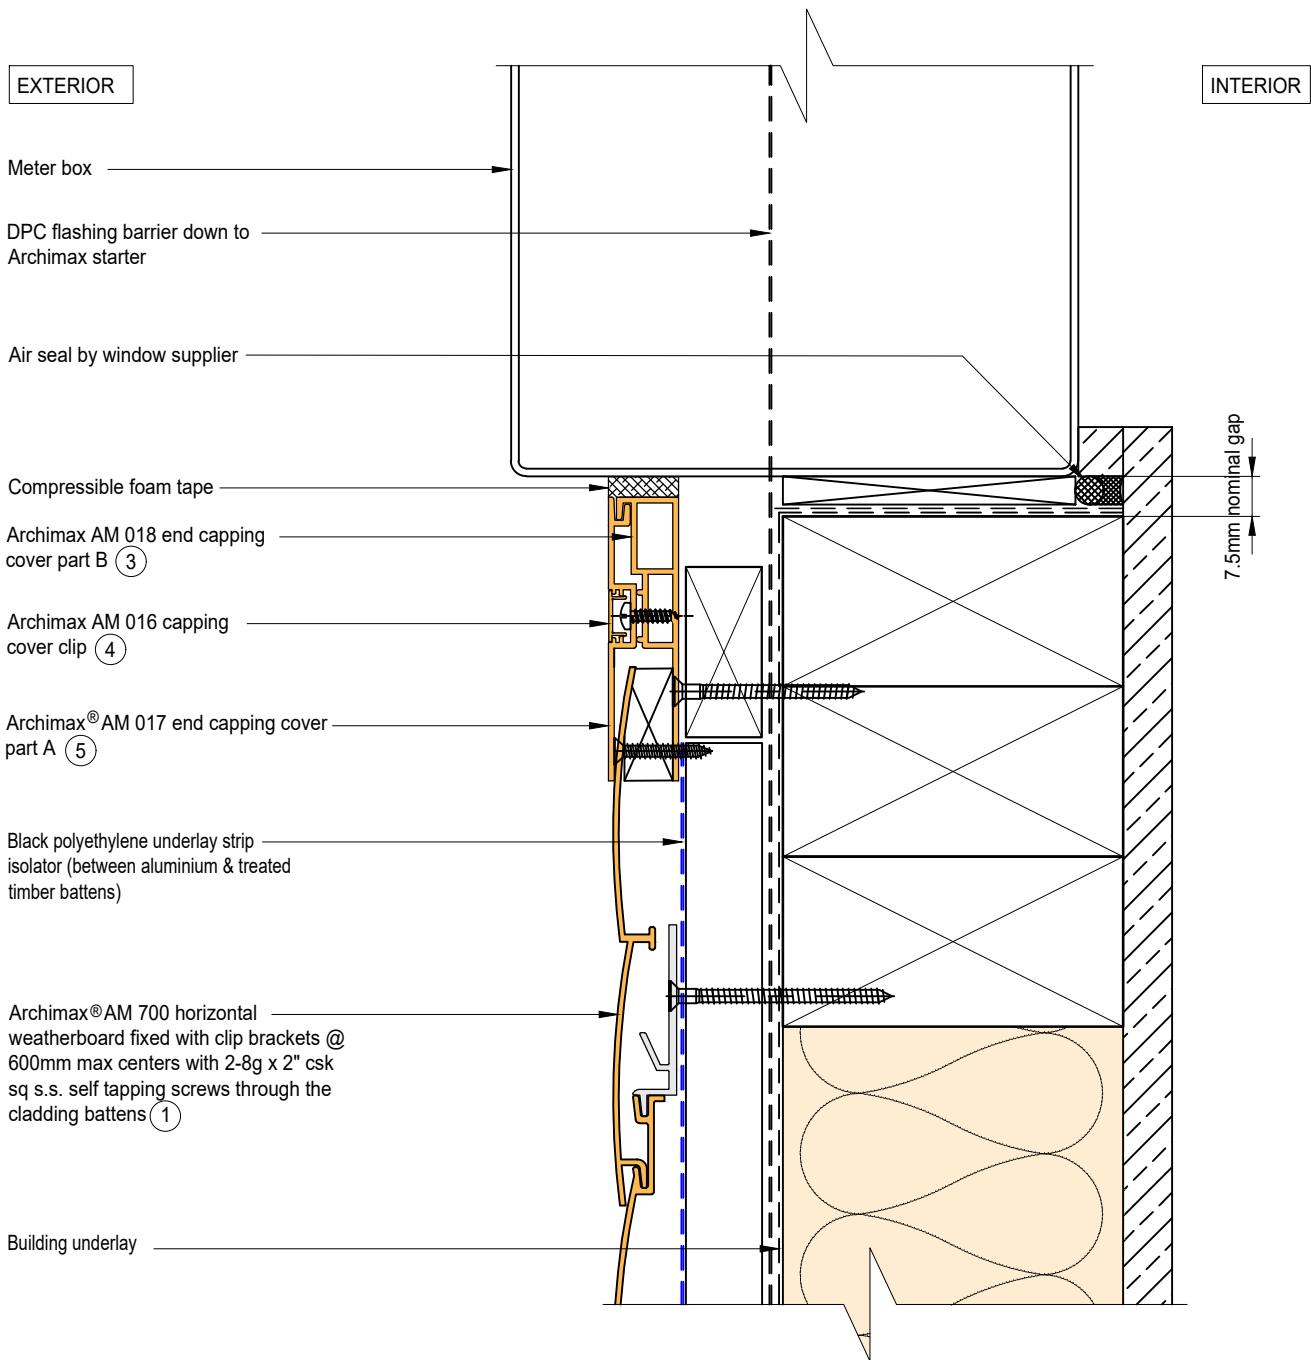 EXTERIOR
INTERIOR
Meter box
DPC flashing barrier down to
Archimax starter
Air seal by window supplier
7.5mm nominal gap
Compressible foam tape
Archimax AM 018 end capping
cover part B 3
Archimax AM 016 capping
cover clip 4
Archimax® AM 017 end capping cover
part A 5
Black polyethylene underlay strip
isolator (between aluminium & treated
timber battens)
Archimax® AM 700 horizontal
weatherboard fixed with clip brackets @
600mm max centers with 2-8g x 2" csk
sq s.s. self tapping screws through the
cladding battens 1
Building underlay